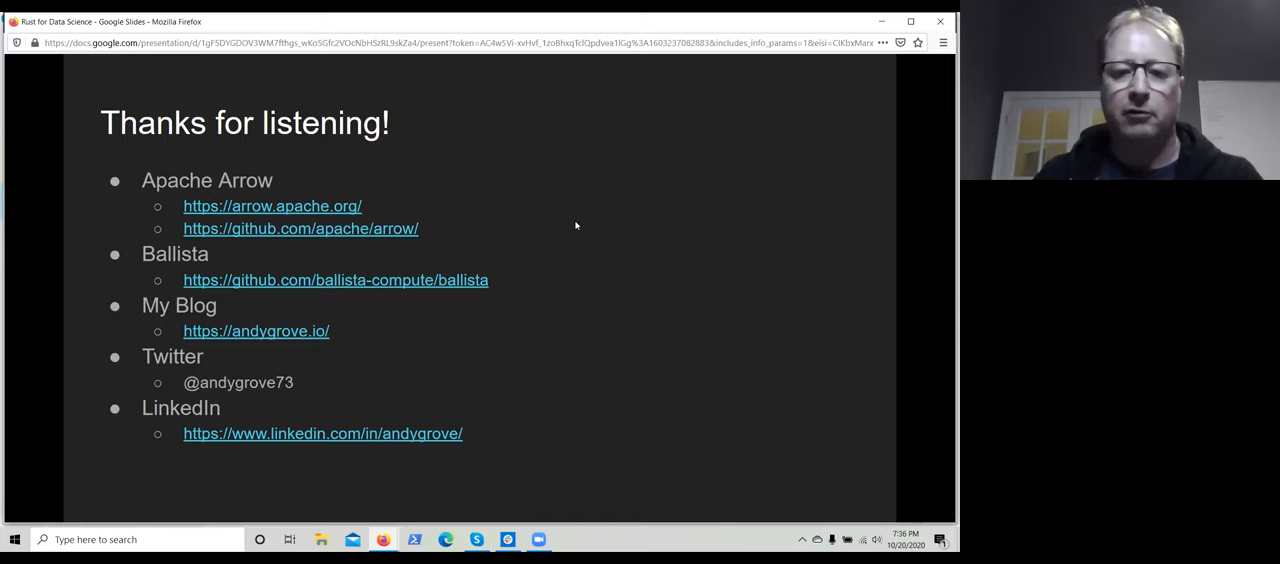 Rust for Data Science - Google Slides - Mozilla Firefox
Thanks for listening!
● Apache Arrow
○ https://arrow.apache.org/
○ https://github.com/apache/arrow/
● Ballista
○ https://github.com/ballista-compute/ballista
● My Blog
○ https://andygrove.io/
● Twitter
○ @andygrove73
● LinkedIn
○ https://www.linkedin.com/in/andygrove/
Type here to search
7:36 PM
10/20/2020